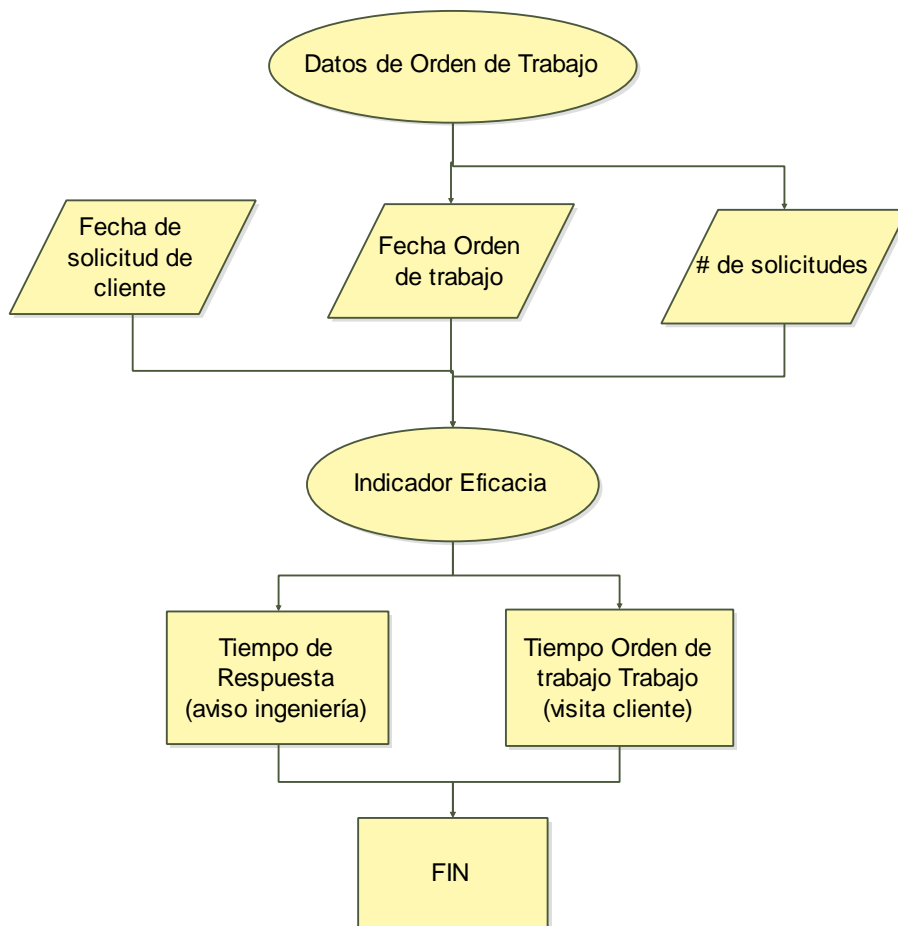 Datos de Orden de Trabajo
Fecha de
solicitud de
cliente
Fecha Orden
de trabajo
# de solicitudes
Indicador Eficacia
Tiempo de
Respuesta
(aviso ingeniería)
Tiempo Orden de
trabajo Trabajo
(visita cliente)
FIN